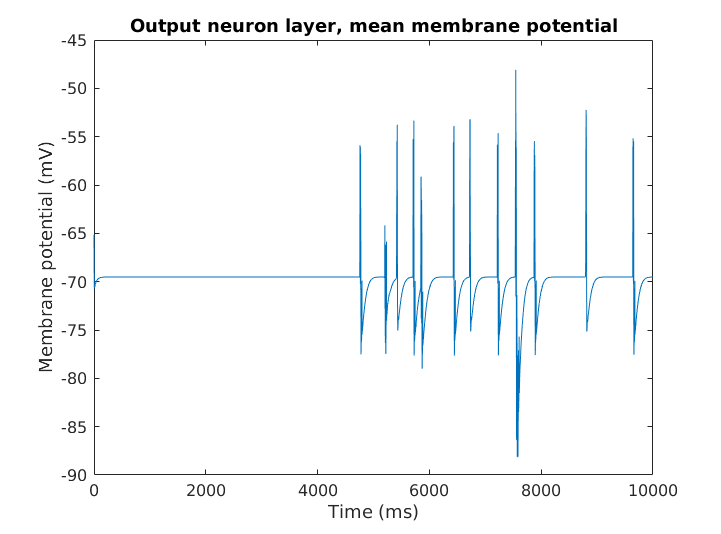 Output neuron layer, mean membrane potential
-45
-50
-55
-60
-65
-70
-75
-80
-85
-90
Membrane potential (mV)
0 2000 4000 6000 8000 10000
Time (ms)